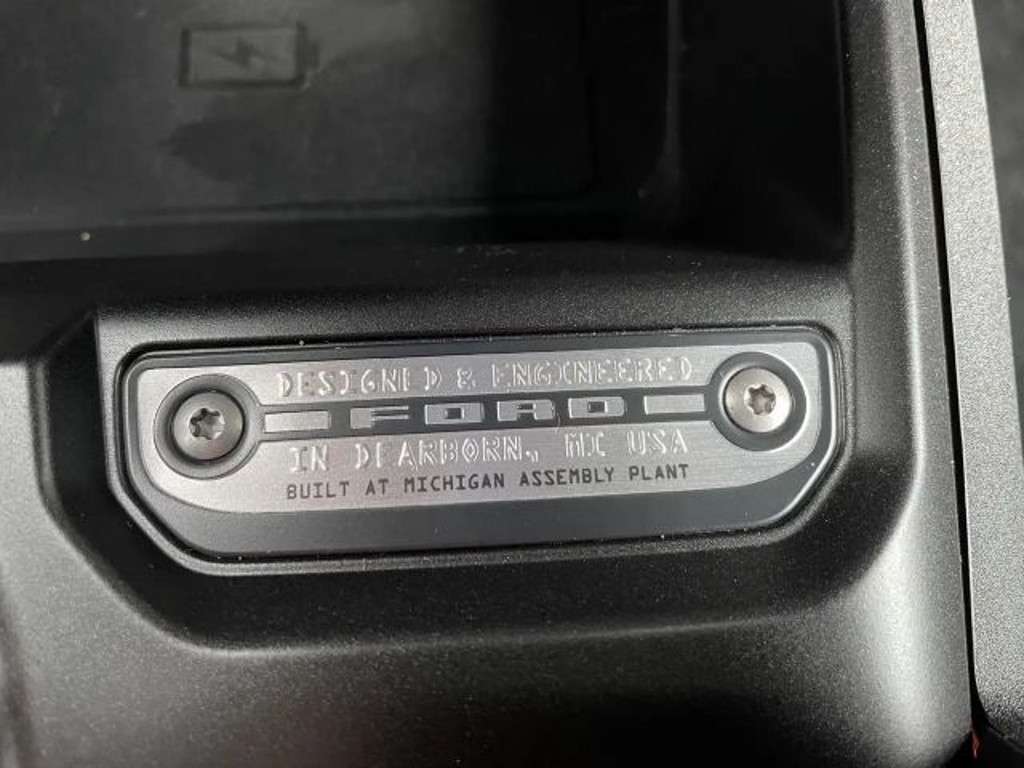 DESIGNED & ENGINEERED
FORD
IN DEARBORN, MI USA
BUILT AT MICHIGAN ASSEMBLY PLANT